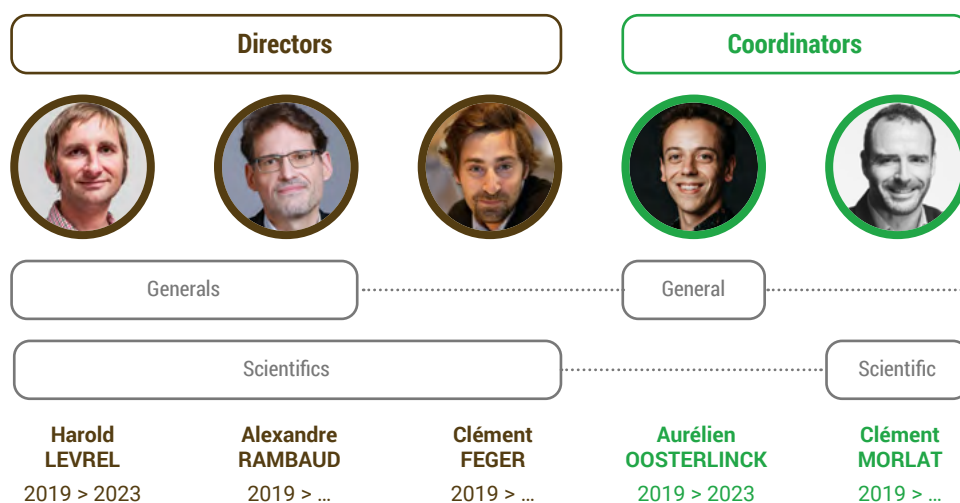 Directors
Coordinators
Generals
General
Scientifics
Scientific
Harold
LEVREL
2019 > 2023
Alexandre
RAMBAUD
2019 > ...
Clément
FEGER
2019 > ...
Aurélien
OOSTERLINCK
2019 > 2023
Clément
MORLAT
2019 > ...